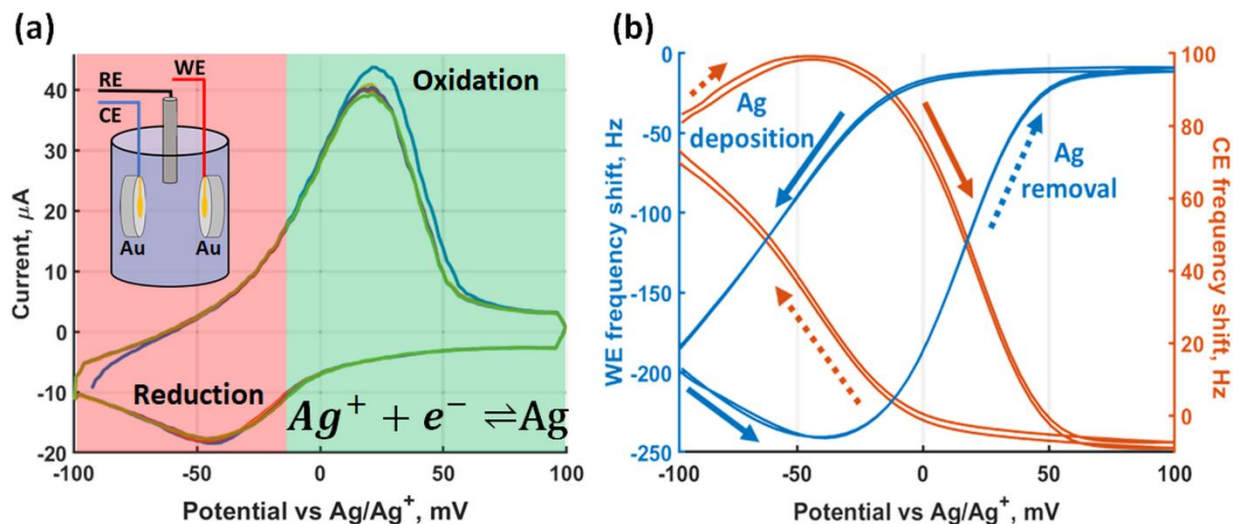 (a)
RE
WE
CE
Au
Au
Oxidation
Reduction
Ag⁺ + e⁻ ⇌ Ag
Current, μA
40
30
20
10
0
-10
-20
-100
-50
0
50
100
Potential vs Ag/Ag⁺, mV
(b)
WE frequency shift, Hz
0
-50
-100
-150
-200
-250
Ag
deposition
Ag
removal
100
80
60
40
20
0
CE frequency shift, Hz
-100
-50
0
50
100
Potential vs Ag/Ag⁺, mV